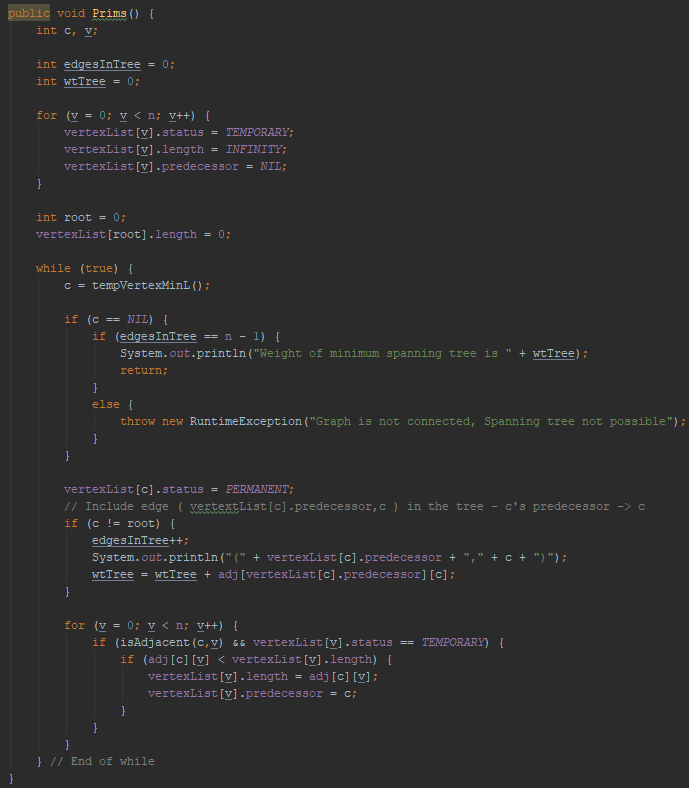 public void Prims() {
    int c, v;

    int edgesInTree = 0;
    int wtTree = 0;

    for (v = 0; v < n; v++) {
        vertexList[v].status = TEMPORARY;
        vertexList[v].length = INFINITY;
        vertexList[v].predecessor = NIL;
    }

    int root = 0;
    vertexList[root].length = 0;

    while (true) {
        c = tempVertexMinL();

        if (c == NIL) {
            if (edgesInTree == n - 1) {
                System.out.println("Weight of minimum spanning tree is " + wtTree);
                return;
            }
            else {
                throw new RuntimeException("Graph is not connected, Spanning tree not possible");
            }
        }

        vertexList[c].status = PERMANENT;
        // Include edge ( vertextList[c].predecessor,c ) in the tree - c's predecessor -> c
        if (c != root) {
            edgesInTree++;
            System.out.println("(" + vertexList[c].predecessor + "," + c + ")");
            wtTree = wtTree + adj[vertexList[c].predecessor][c];
        }

        for (v = 0; v < n; v++) {
            if (isAdjacent(c,v) && vertexList[v].status == TEMPORARY) {
                if (adj[c][v] < vertexList[v].length) {
                    vertexList[v].length = adj[c][v];
                    vertexList[v].predecessor = c;
                }
            }
        }
    } // End of while
}